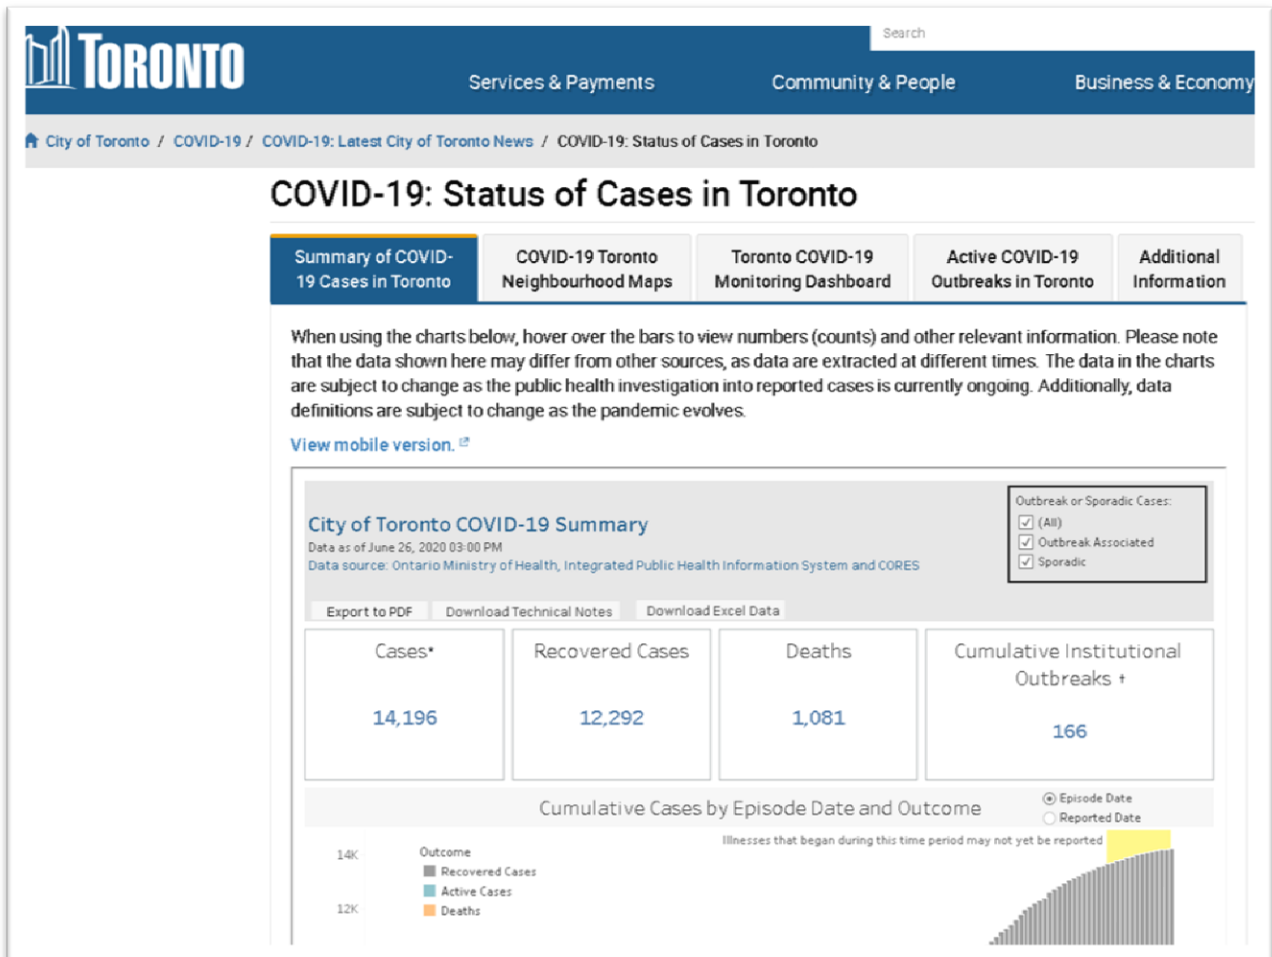 Search
TORONTO
Services & Payments
Community & People
Business & Economy
City of Toronto / COVID-19 / COVID-19: Latest City of Toronto News / COVID-19: Status of Cases in Toronto
COVID-19: Status of Cases in Toronto
Summary of COVID-
19 Cases in Toronto
COVID-19 Toronto
Neighbourhood Maps
Toronto COVID-19
Monitoring Dashboard
Active COVID-19
Outbreaks in Toronto
Additional
Information
When using the charts below, hover over the bars to view numbers (counts) and other relevant information. Please note
that the data shown here may differ from other sources, as data are extracted at different times. The data in the charts
are subject to change as the public health investigation into reported cases is currently ongoing. Additionally, data
definitions are subject to change as the pandemic evolves.
View mobile version.
City of Toronto COVID-19 Summary
Data as of June 26, 2020 03:00 PM
Data source: Ontario Ministry of Health, Integrated Public Health Information System and CORES
Outbreak or Sporadic Cases:
(All)
Outbreak Associated
Sporadic
Export to PDF
Download Technical Notes
Download Excel Data
Cases*
14,196
Recovered Cases
12,292
Deaths
1,081
Cumulative Institutional
Outbreaks †
166
Cumulative Cases by Episode Date and Outcome
Episode Date
Reported Date
Illnesses that began during this time period may not yet be reported
14K
12K
Outcome
Recovered Cases
Active Cases
Deaths